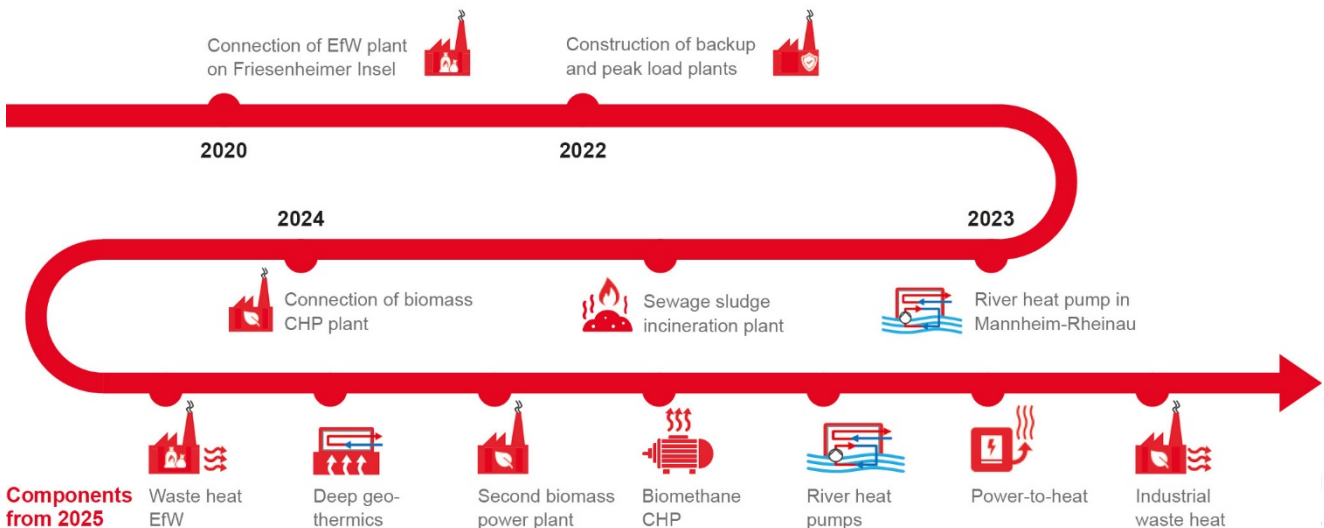 Connection of EfW plant
on Friesenheimer Insel
Construction of backup
and peak load plants
2020
2022
2024
2023
Connection of biomass
CHP plant
Sewage sludge
incineration plant
River heat pump in
Mannheim-Rheinau
Components
from 2025
Waste heat
EfW
Deep geo-
thermics
Second biomass
power plant
Biomethane
CHP
River heat
pumps
Power-to-heat
Industrial
waste heat